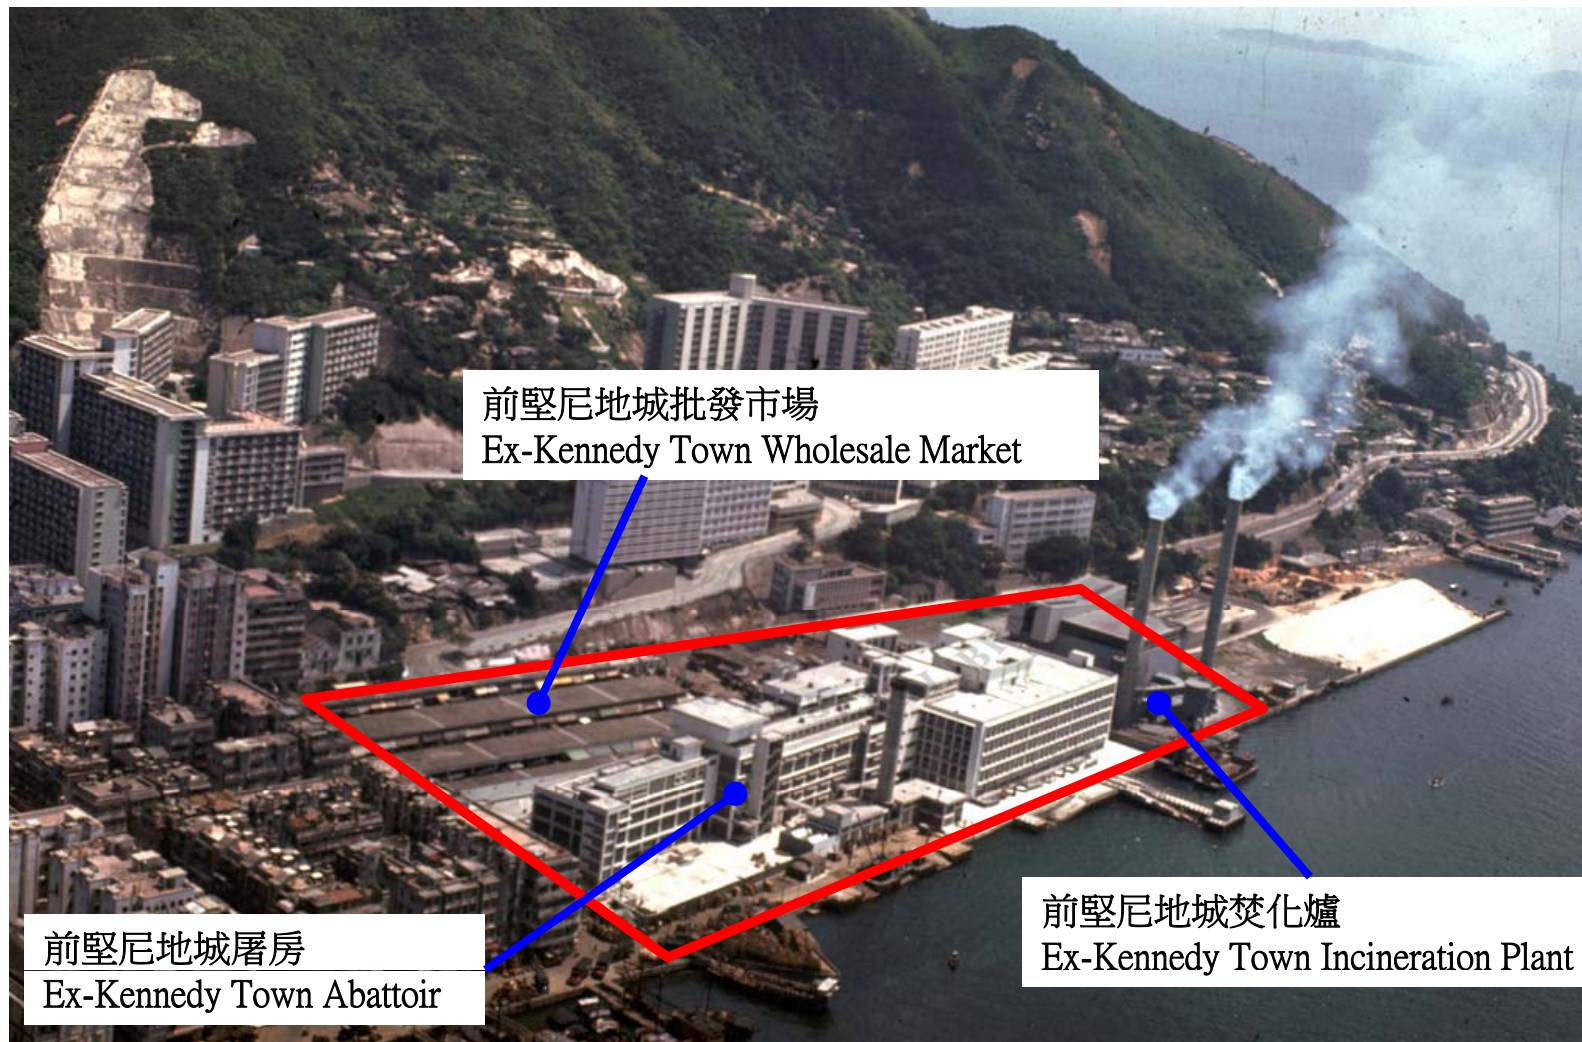 前堅尼地城批發市場
Ex-Kennedy Town Wholesale Market
前堅尼地城焚化爐
Ex-Kennedy Town Incineration Plant
前堅尼地城屠房
Ex-Kennedy Town Abattoir